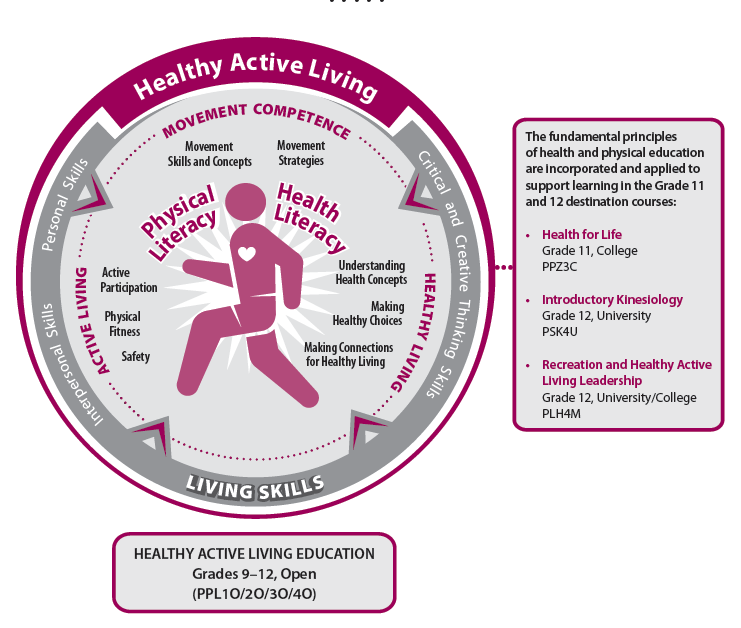 Healthy Active Living
MOVEMENT COMPETENCE
Movement
Skills and Concepts
Movement
Strategies
Personal Skills
Critical and Creative Thinking Skills
Physical
Literacy
Health
Literacy
ACTIVE LIVING
Active
Participation
Physical
Fitness
Safety
HEALTHY LIVING
Understanding
Health Concepts
Making
Healthy Choices
Making Connections
for Healthy Living
Interpersonal Skills
LIVING SKILLS
The fundamental principles
of health and physical education
are incorporated and applied to
support learning in the Grade 11
and 12 destination courses:
• Health for Life
Grade 11, College
PPZ3C
• Introductory Kinesiology
Grade 12, University
PSK4U
• Recreation and Healthy Active
Living Leadership
Grade 12, University/College
PLH4M
HEALTHY ACTIVE LIVING EDUCATION
Grades 9–12, Open
(PPL1O/2O/3O/4O)